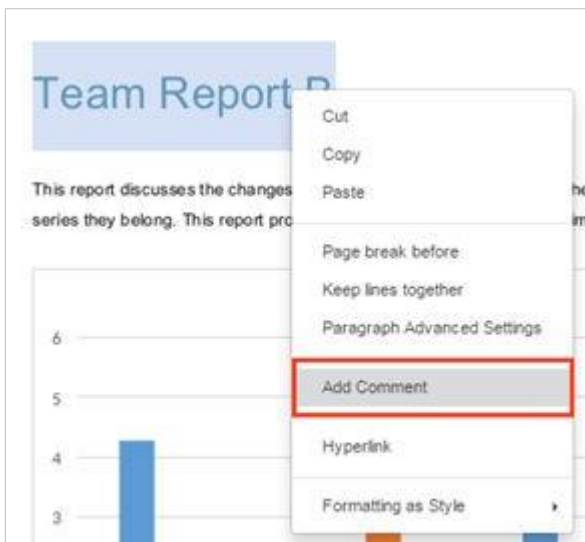 Team Report
Cut
Copy
Paste
This report discusses the changes
series they belong. This report
Page break before
Keep lines together
Paragraph Advanced Settings
Add Comment
Hyperlink
Formatting as Style
6
5
4
3